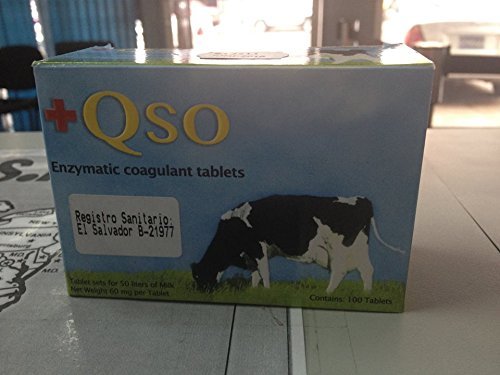 +QSO
Enzymatic coagulant tablets
Registro Sanitario:
El Salvador B-21977
Tablet sets for 50 liters of Milk
Net Weight 60 mg per Tablet
Contains: 100 Tablets